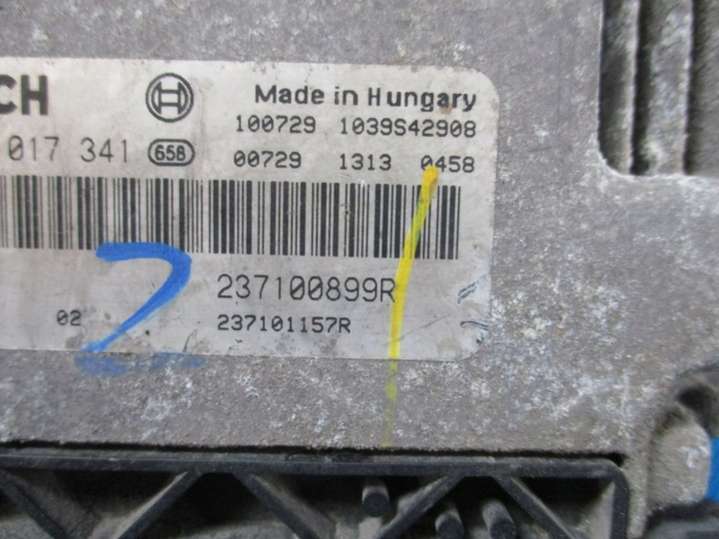 CH Made in Hungary
100729 1039S42908
017 341 658 00729 1313 0458
237100899R
02 237101157R